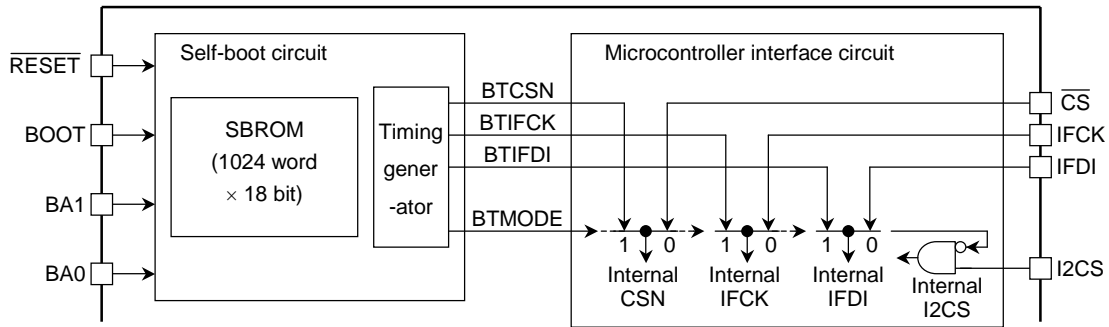 Self-boot circuit
Microcontroller interface circuit
RESET
BOOT
BA1
BA0
SBROM
(1024 word
× 18 bit)
Timing
gener
-ator
BTCSN
BTIFCK
BTIFDI
BTMODE
CS
IFCK
IFDI
I2CS
1 0
1 0
1 0
Internal
CSN
Internal
IFCK
Internal
IFDI
Internal
I2CS